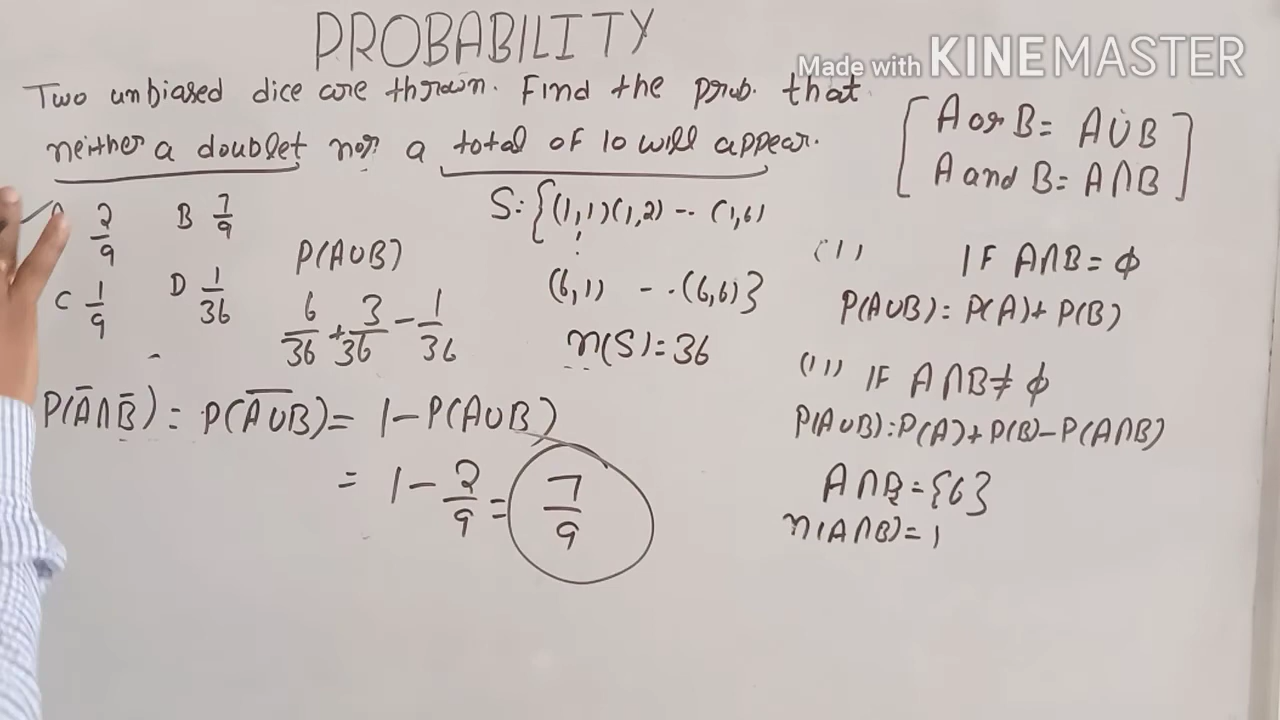 PROBABILITY
Made with KINEMASTER
Two unbiased dice are thrown. Find the prob. that
neither a doublet nor a total of 10 will appear.
[A or B = A∪B
A and B = A∩B]
2/9 B 7/9
C 1/9 D 1/36
P(A∪B)
6/36 + 3/36 - 1/36
S: {(1,1)(1,2) -- (1,6)
(6,1) - - .(6,6)}
n(S) = 36
P(Ā∩B̄) = P(A∪B)‾ = 1 - P(A∪B)
= 1 - 2/9 = 7/9
(1) IF A∩B = ϕ
P(A∪B) = P(A) + P(B)
(11) IF A∩B ≠ ϕ
P(A∪B) : P(A) + P(B) - P(A∩B)
A∩B = {6}
n(A∩B) = 1